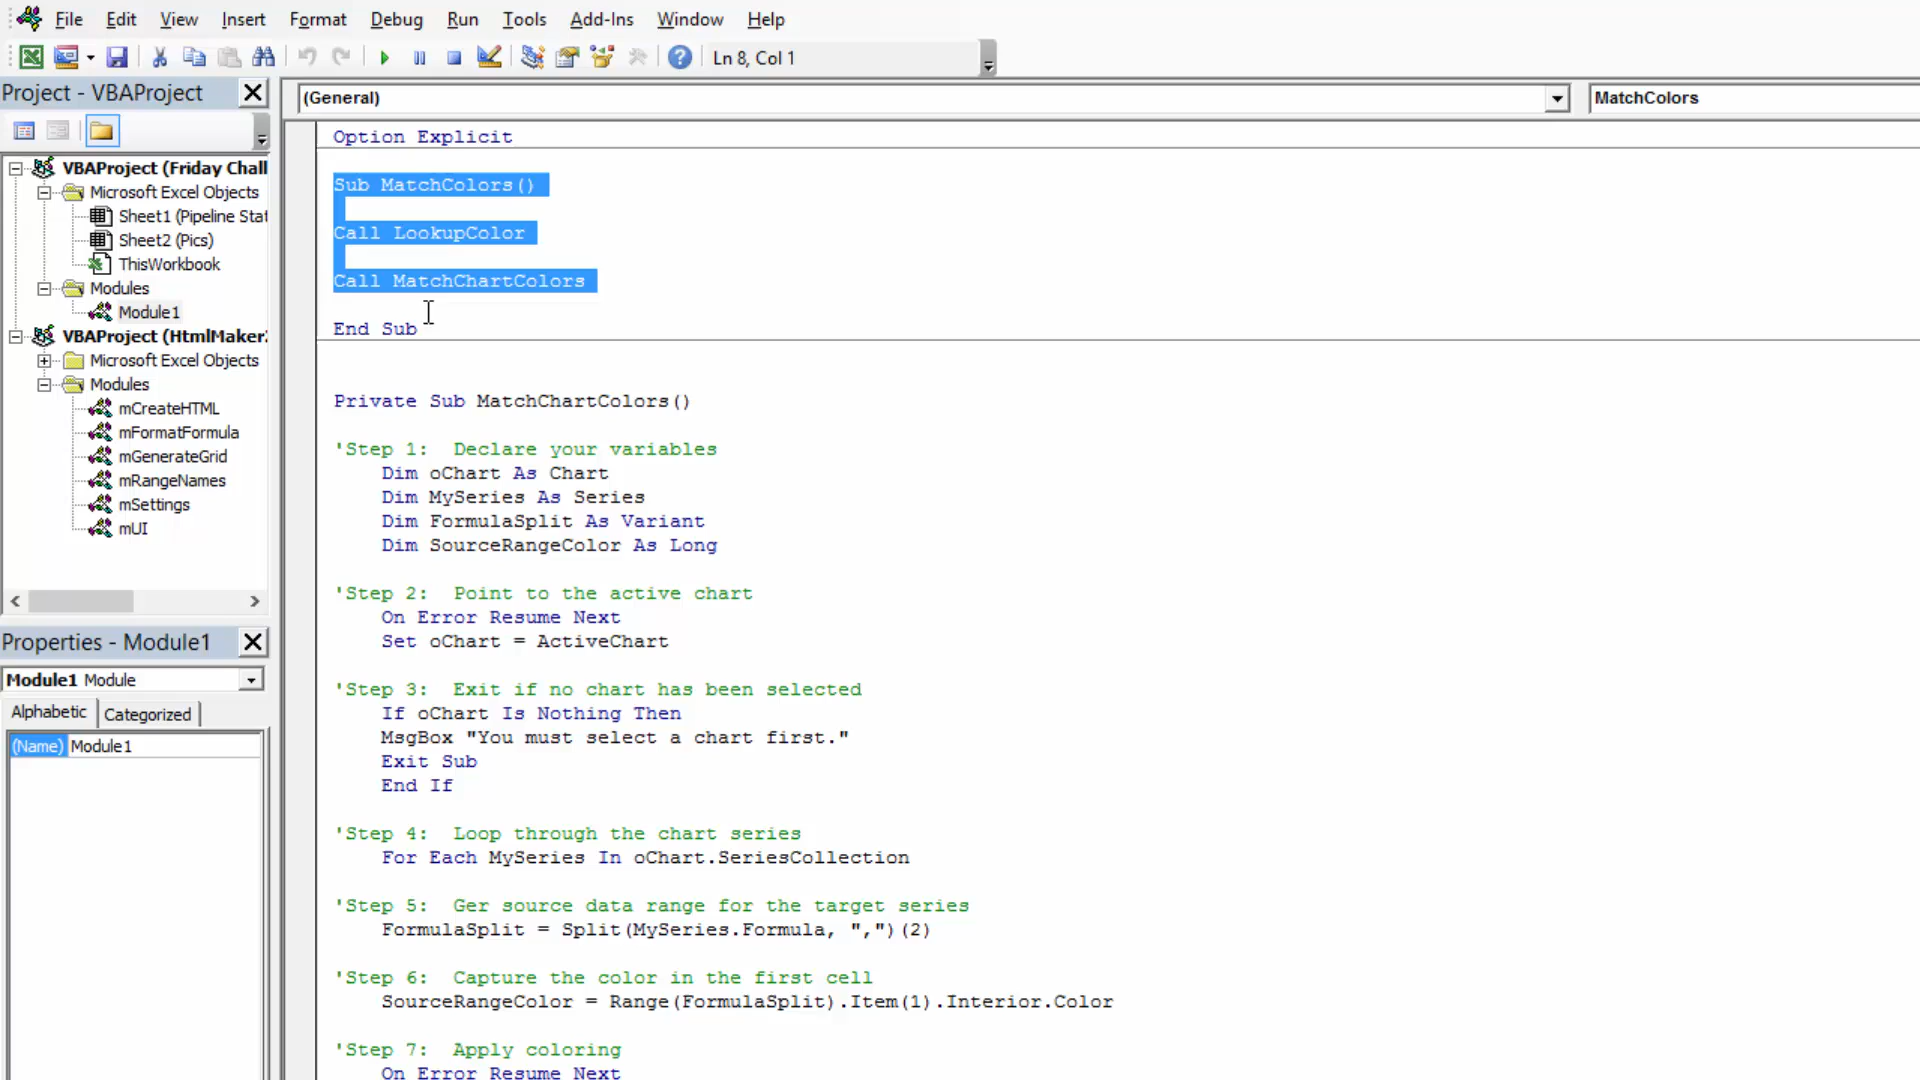 File Edit View Insert Format Debug Run Tools Add-Ins Window Help
Ln 8, Col 1
Project - VBAProject
(General)
MatchColors
VBAProject (Friday Chall
Microsoft Excel Objects
Sheet1 (Pipeline Stat
Sheet2 (Pics)
ThisWorkbook
Modules
Module1
VBAProject (HtmlMaker2
Microsoft Excel Objects
Modules
mCreateHTML
mFormatFormula
mGenerateGrid
mRangeNames
mSettings
mUI
Properties - Module1
Module1 Module
Alphabetic Categorized
(Name) Module1
Option Explicit
Sub MatchColors()
Call LookupColor
Call MatchChartColors
End Sub
Private Sub MatchChartColors()
'Step 1:  Declare your variables
Dim oChart As Chart
Dim MySeries As Series
Dim FormulaSplit As Variant
Dim SourceRangeColor As Long
'Step 2:  Point to the active chart
On Error Resume Next
Set oChart = ActiveChart
'Step 3:  Exit if no chart has been selected
If oChart Is Nothing Then
MsgBox "You must select a chart first."
Exit Sub
End If
'Step 4:  Loop through the chart series
For Each MySeries In oChart.SeriesCollection
'Step 5:  Ger source data range for the target series
FormulaSplit = Split(MySeries.Formula, ",")(2)
'Step 6:  Capture the color in the first cell
SourceRangeColor = Range(FormulaSplit).Item(1).Interior.Color
'Step 7:  Apply coloring
On Error Resume Next